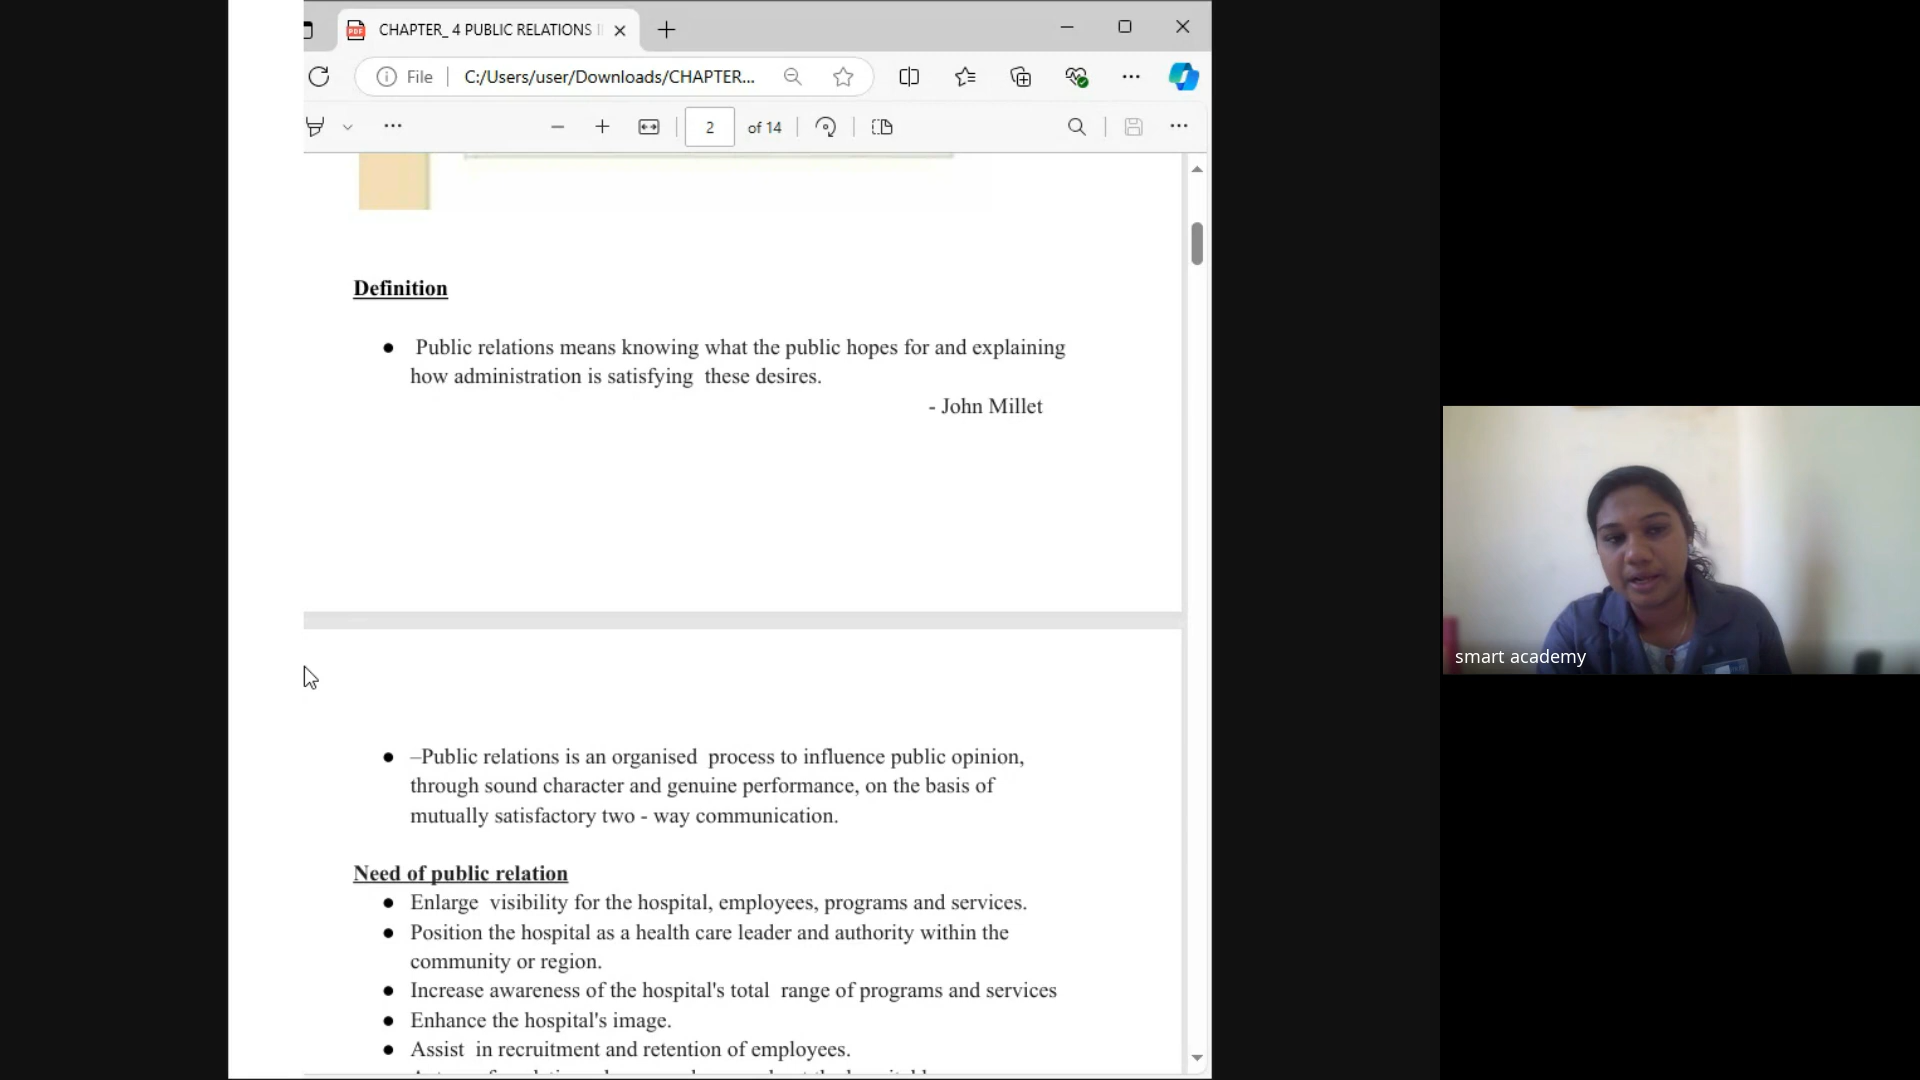 CHAPTER_ 4 PUBLIC RELATIONS
File
C:/Users/user/Downloads/CHAPTER...
2 of 14
Definition
● Public relations means knowing what the public hopes for and explaining
how administration is satisfying these desires.
- John Millet
● –Public relations is an organised process to influence public opinion,
through sound character and genuine performance, on the basis of
mutually satisfactory two - way communication.
Need of public relation
● Enlarge visibility for the hospital, employees, programs and services.
● Position the hospital as a health care leader and authority within the
community or region.
● Increase awareness of the hospital's total range of programs and services
● Enhance the hospital's image.
● Assist in recruitment and retention of employees.
smart academy